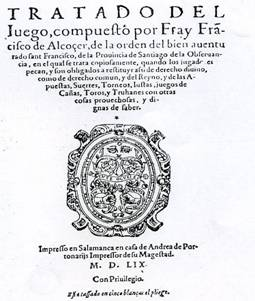 TRATADO DEL
Juego, compuesto por Fray Frã-
cisco de Alcoçer, de la orden del bien auentu
rado sant Francisco, de la Prouincia de Santiago de la Obseruan-
cia, en el qual se trata copiosamente, quando los jugadores
pecan, y son obligados a restituyr assi de derecho diuino,
como de derecho comun, y del Reyno, y de las A-
puestas, Suertes, Torneos, Iustas, juegos de
Cañas, Toros, y Truhanes con otras
cosas prouechosas, y di-
gnas de saber.
Impresso en Salamanca en casa de Andrea de Por-
tonarijs Impressor de su Magestad.
M. D. LIX.
Con Priuilegio.
Esta tassado en cinco blancas el pliego.